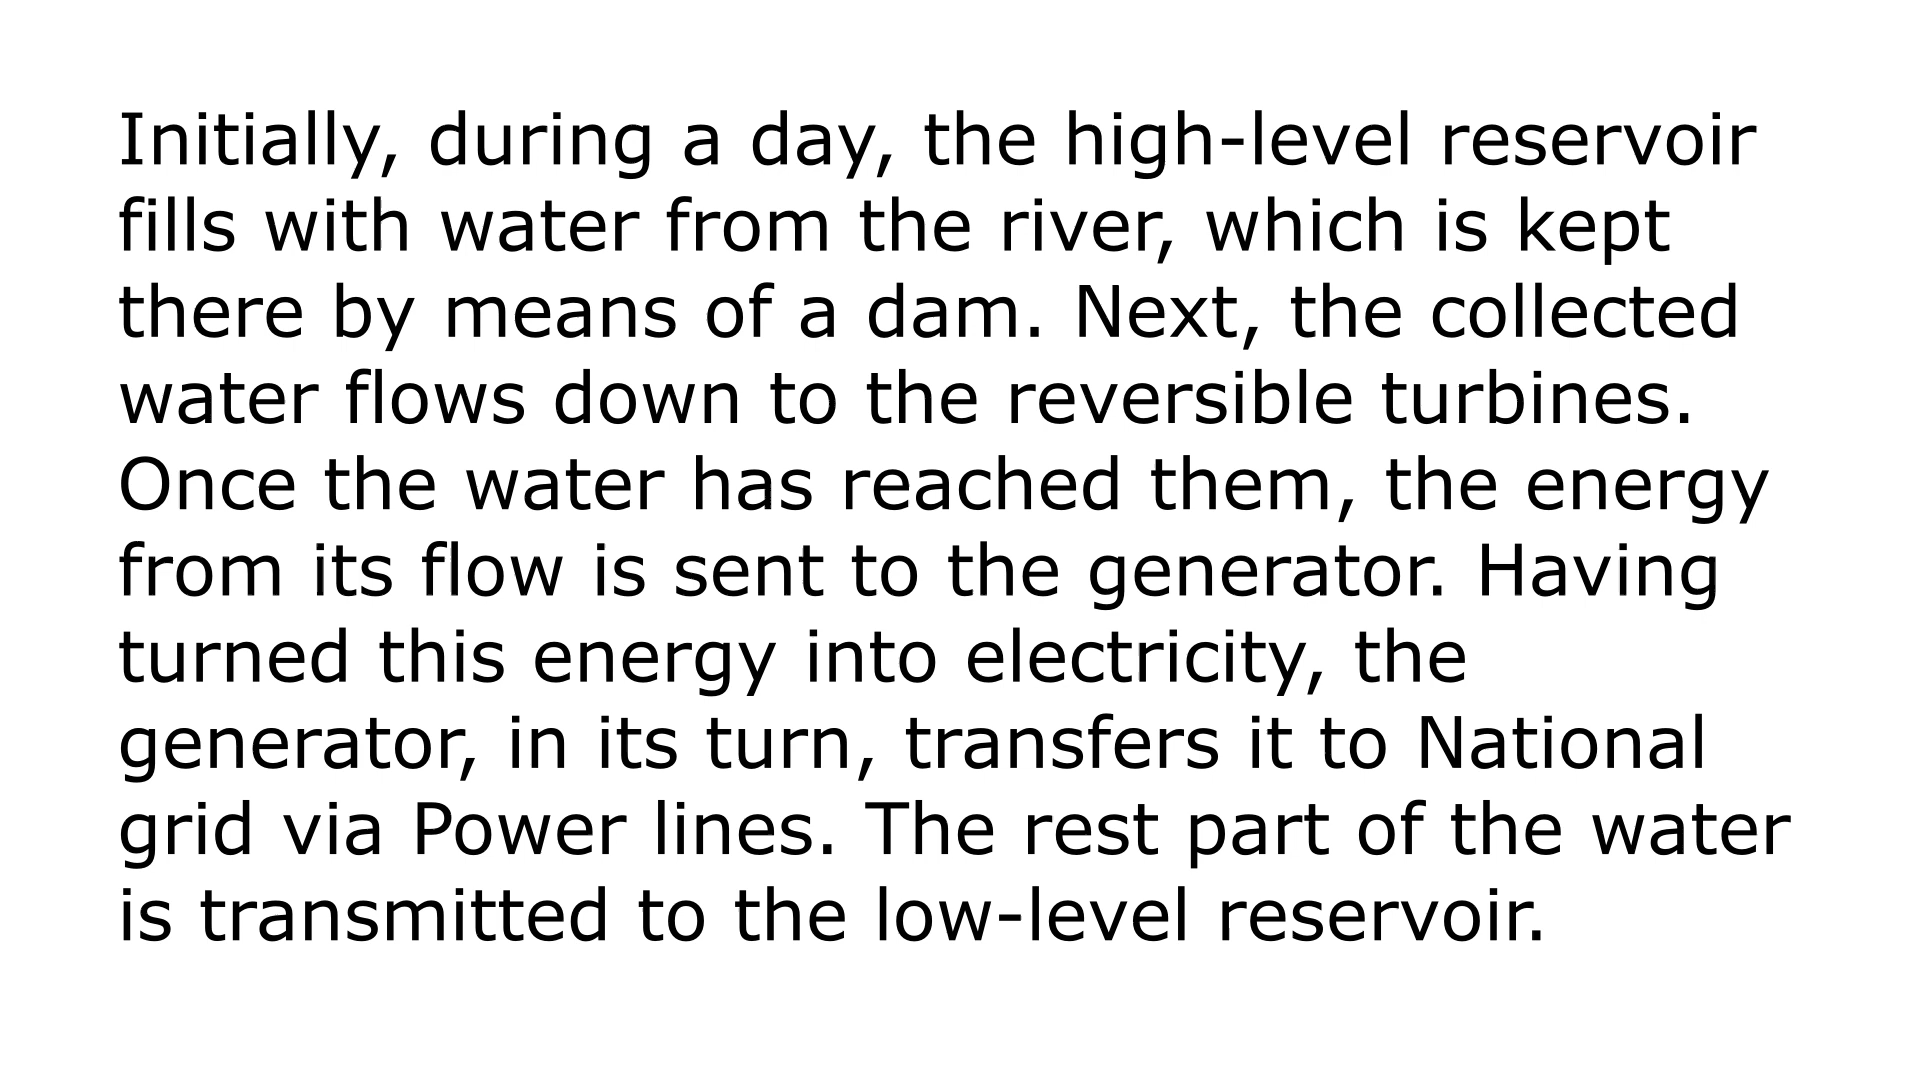 Initially, during a day, the high-level reservoir
fills with water from the river, which is kept
there by means of a dam. Next, the collected
water flows down to the reversible turbines.
Once the water has reached them, the energy
from its flow is sent to the generator. Having
turned this energy into electricity, the
generator, in its turn, transfers it to National
grid via Power lines. The rest part of the water
is transmitted to the low-level reservoir.